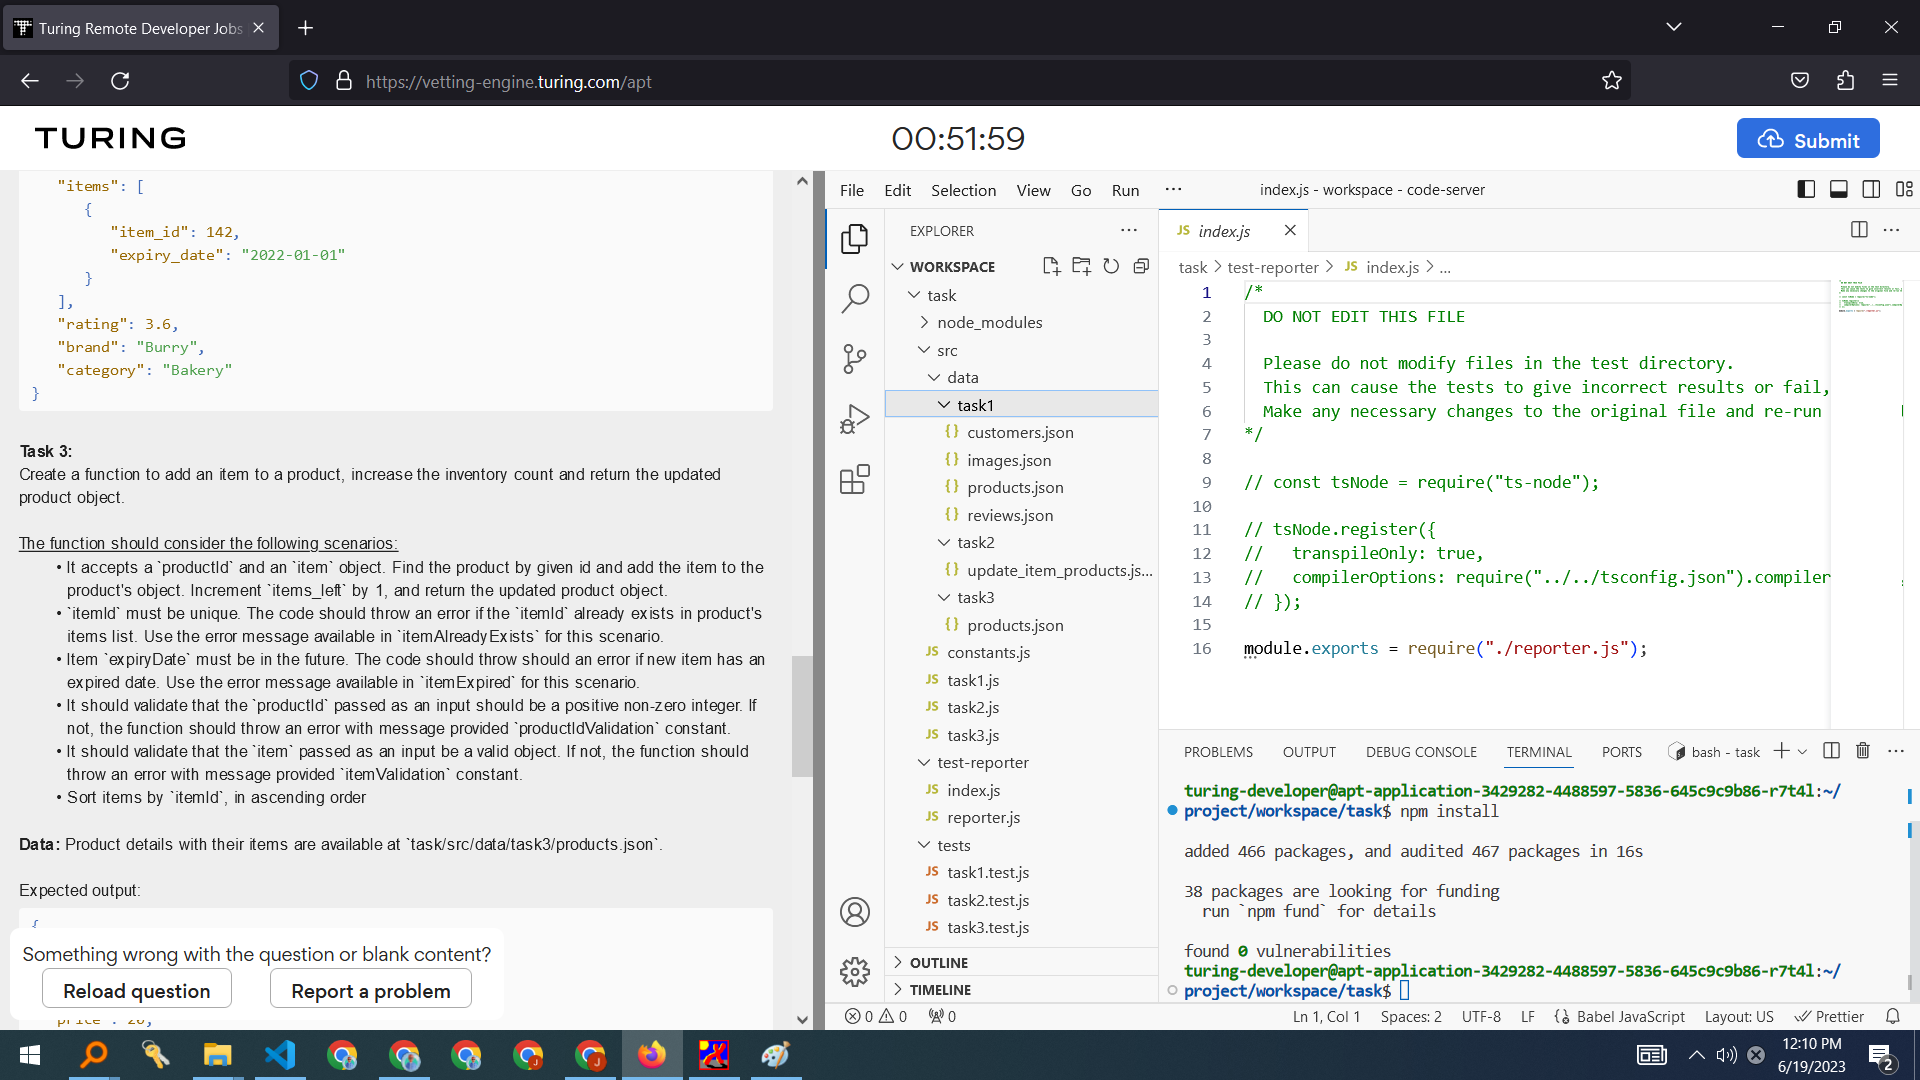 Turing Remote Developer Jobs
https://vetting-engine.turing.com/apt
TURING
00:51:59
Submit
"items": [
{
"item_id": 142,
"expiry_date": "2022-01-01"
}
],
"rating": 3.6,
"brand": "Burry",
"category": "Bakery"
}
Task 3:
Create a function to add an item to a product, increase the inventory count and return the updated
product object.
The function should consider the following scenarios:
• It accepts a `productId` and an `item` object. Find the product by given id and add the item to the
product's object. Increment `items_left` by 1, and return the updated product object.
• `itemId` must be unique. The code should throw an error if the `itemId` already exists in product's
items list. Use the error message available in `itemAlreadyExists` for this scenario.
• Item `expiryDate` must be in the future. The code should throw should an error if new item has an
expired date. Use the error message available in `itemExpired` for this scenario.
• It should validate that the `productId` passed as an input should be a positive non-zero integer. If
not, the function should throw an error with message provided `productIdValidation` constant.
• It should validate that the `item` passed as an input be a valid object. If not, the function should
throw an error with message provided `itemValidation` constant.
• Sort items by `itemId`, in ascending order
Data: Product details with their items are available at `task/src/data/task3/products.json`.
Expected output:
{
Something wrong with the question or blank content?
Reload question
Report a problem
File Edit Selection View Go Run ···
index.js - workspace - code-server
EXPLORER
WORKSPACE
task
node_modules
src
data
task1
customers.json
images.json
products.json
reviews.json
task2
update_item_products.js...
task3
products.json
JS constants.js
JS task1.js
JS task2.js
JS task3.js
test-reporter
JS index.js
JS reporter.js
tests
JS task1.test.js
JS task2.test.js
JS task3.test.js
OUTLINE
TIMELINE
JS index.js
task > test-reporter > JS index.js > ...
1 /*
2 DO NOT EDIT THIS FILE
3
4 Please do not modify files in the test directory.
5 This can cause the tests to give incorrect results or fail,
6 Make any necessary changes to the original file and re-run
7 */
8
9 // const tsNode = require("ts-node");
10
11 // tsNode.register({
12 // transpileOnly: true,
13 // compilerOptions: require("../../tsconfig.json").compiler
14 // });
15
16 module.exports = require("./reporter.js");
PROBLEMS OUTPUT DEBUG CONSOLE TERMINAL PORTS bash - task
turing-developer@apt-application-3429282-4488597-5836-645c9c9b86-r7t4l:~/
project/workspace/task$ npm install
added 466 packages, and audited 467 packages in 16s
38 packages are looking for funding
run `npm fund` for details
found 0 vulnerabilities
turing-developer@apt-application-3429282-4488597-5836-645c9c9b86-r7t4l:~/
project/workspace/task$
0 0 0
Ln 1, Col 1 Spaces: 2 UTF-8 LF Babel JavaScript Layout: US Prettier
12:10 PM
6/19/2023
2